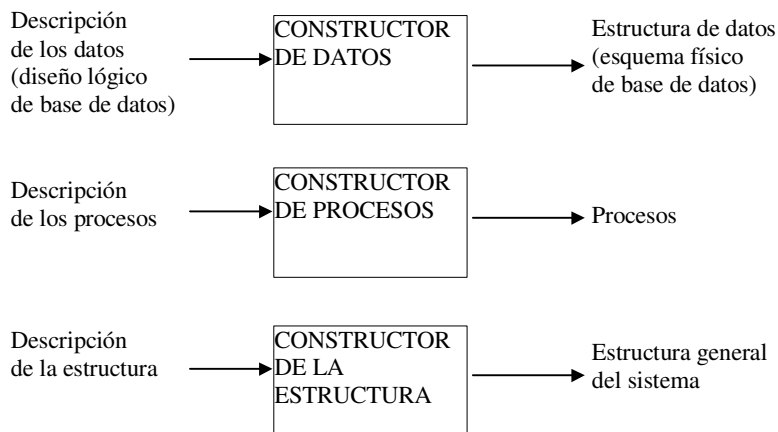 Descripción
de los datos
(diseño lógico
de base de datos)
CONSTRUCTOR
DE DATOS
Estructura de datos
(esquema físico
de base de datos)
Descripción
de los procesos
CONSTRUCTOR
DE PROCESOS
Procesos
Descripción
de la estructura
CONSTRUCTOR
DE LA
ESTRUCTURA
Estructura general
del sistema